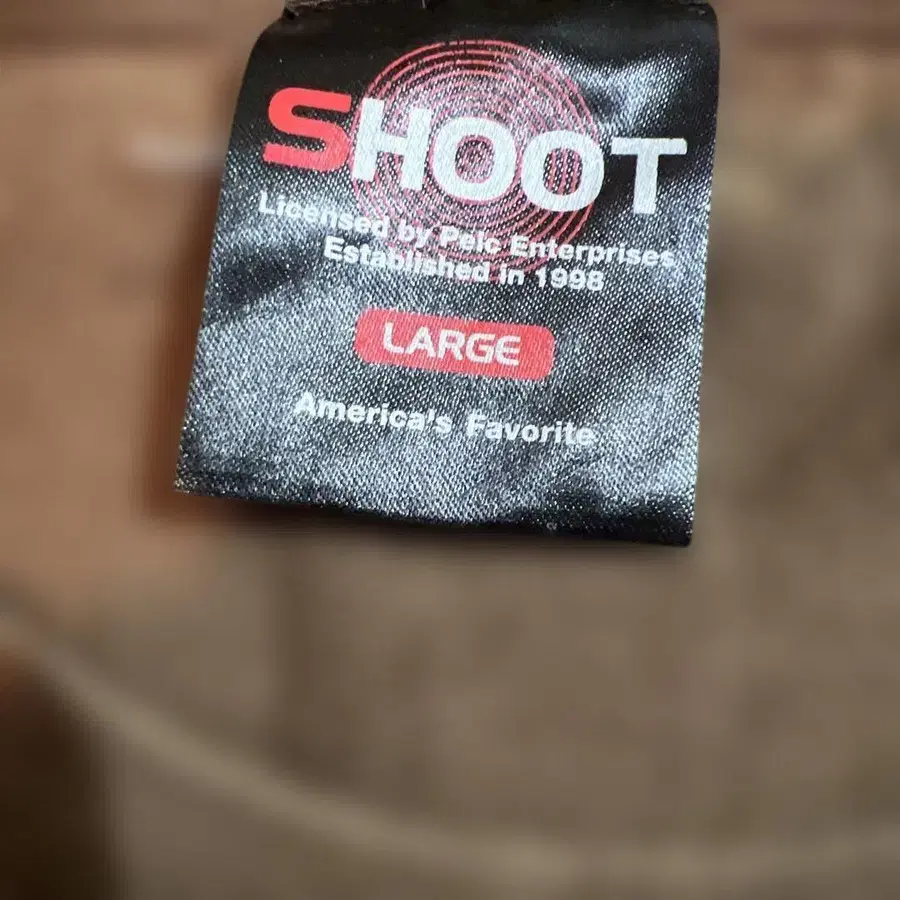 SHOOT
Licensed by Pelc Enterprises
Established in 1998
LARGE
America's Favorite